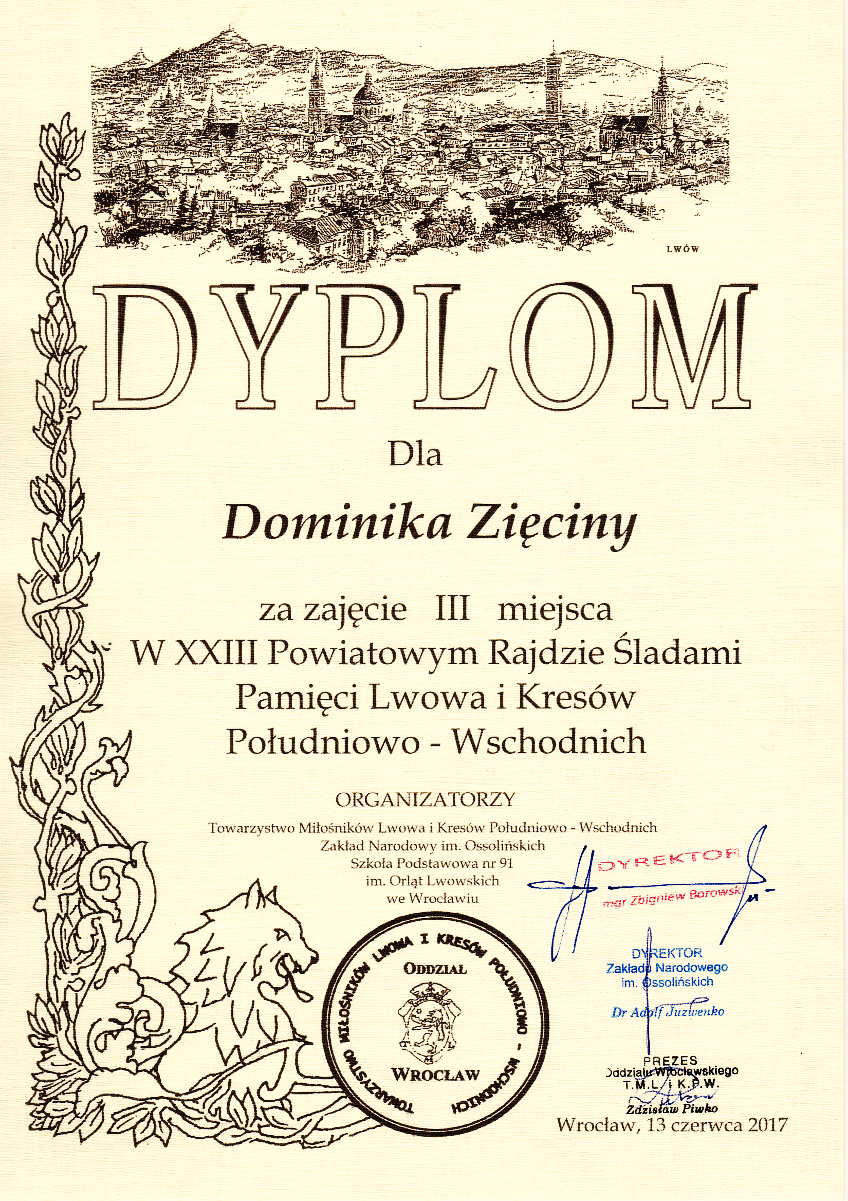 LWÓW
DYPLOM
Dla
Dominika Zięciny
za zajęcie III miejsca
W XXIII Powiatowym Rajdzie Śladami
Pamięci Lwowa i Kresów
Południowo - Wschodnich
ORGANIZATORZY
Towarzystwo Miłośników Lwowa i Kresów Południowo - Wschodnich
Zakład Narodowy im. Ossolińskich
Szkoła Podstawowa nr 91
im. Orląt Lwowskich
we Wrocławiu
DYREKTOR
mgr Zbigniew Borowski
TOWARZYSTWO MIŁOŚNIKÓW LWOWA I KRESÓW POŁUDNIOWO - WSCHODNICH
ODDZIAŁ
WROCŁAW
DYREKTOR
Zakładu Narodowego
im. Ossolińskich
Dr Adolf Juzwenko
PREZES
Oddziału Wrocławskiego
T.M.L. i K.P.W.
Zdzisław Piwko
Wrocław, 13 czerwca 2017